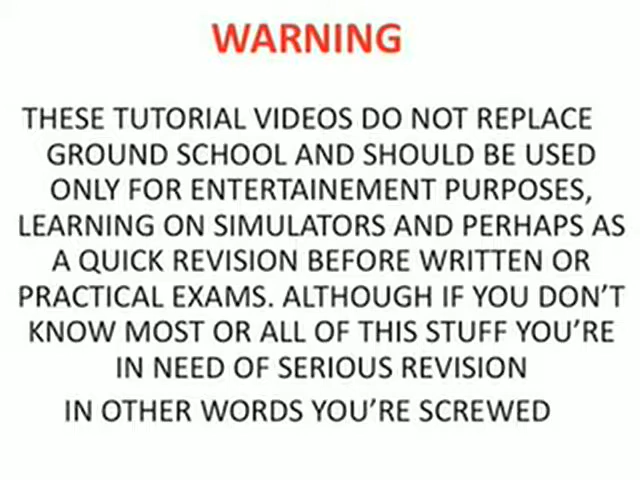 WARNING
THESE TUTORIAL VIDEOS DO NOT REPLACE
GROUND SCHOOL AND SHOULD BE USED
ONLY FOR ENTERTAINEMENT PURPOSES,
LEARNING ON SIMULATORS AND PERHAPS AS
A QUICK REVISION BEFORE WRITTEN OR
PRACTICAL EXAMS. ALTHOUGH IF YOU DON'T
KNOW MOST OR ALL OF THIS STUFF YOU'RE
IN NEED OF SERIOUS REVISION
IN OTHER WORDS YOU'RE SCREWED